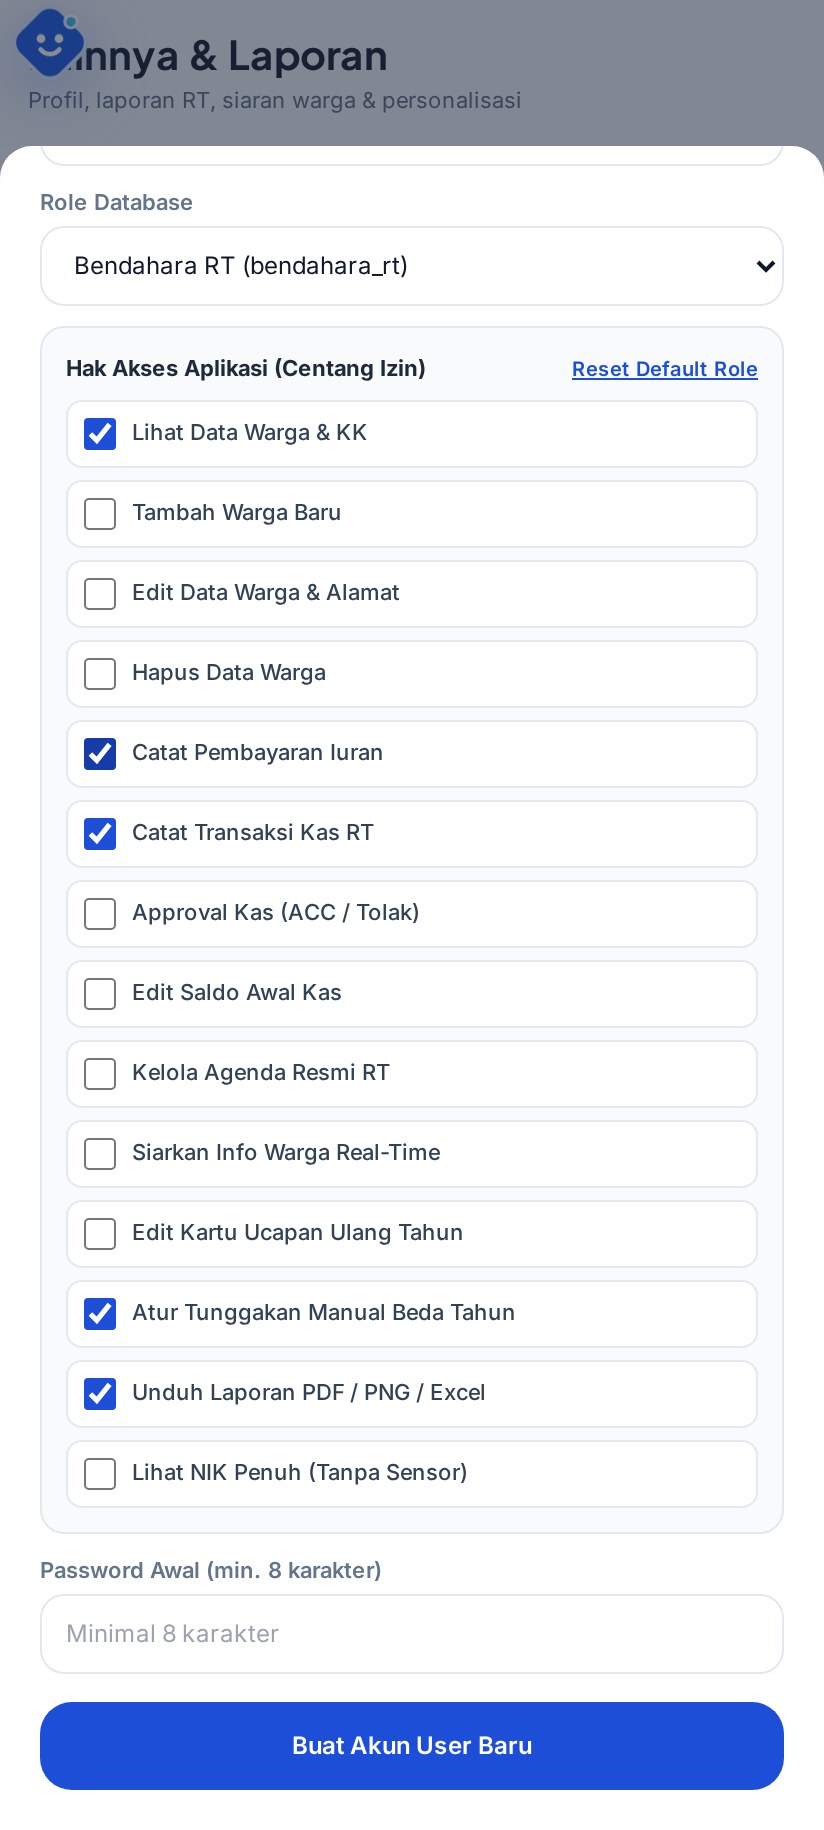 innya & Laporan
Profil, laporan RT, siaran warga & personalisasi
Role Database
Bendahara RT (bendahara_rt)
Hak Akses Aplikasi (Centang Izin)
Reset Default Role
Lihat Data Warga & KK
Tambah Warga Baru
Edit Data Warga & Alamat
Hapus Data Warga
Catat Pembayaran Iuran
Catat Transaksi Kas RT
Approval Kas (ACC / Tolak)
Edit Saldo Awal Kas
Kelola Agenda Resmi RT
Siarkan Info Warga Real-Time
Edit Kartu Ucapan Ulang Tahun
Atur Tunggakan Manual Beda Tahun
Unduh Laporan PDF / PNG / Excel
Lihat NIK Penuh (Tanpa Sensor)
Password Awal (min. 8 karakter)
Minimal 8 karakter
Buat Akun User Baru